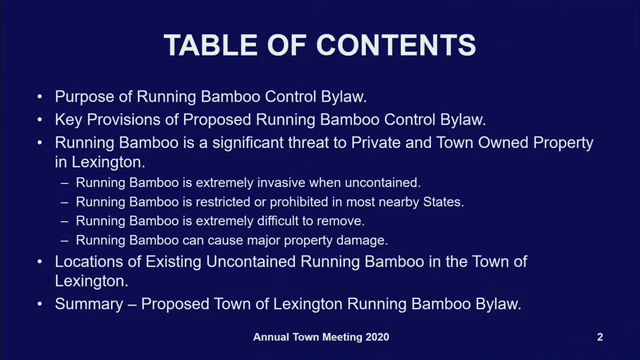 TABLE OF CONTENTS
• Purpose of Running Bamboo Control Bylaw.
• Key Provisions of Proposed Running Bamboo Control Bylaw.
• Running Bamboo is a significant threat to Private and Town Owned Property
in Lexington.
– Running Bamboo is extremely invasive when uncontained.
– Running Bamboo is restricted or prohibited in most nearby States.
– Running Bamboo is extremely difficult to remove.
– Running Bamboo can cause major property damage.
• Locations of Existing Uncontained Running Bamboo in the Town of
Lexington.
• Summary – Proposed Town of Lexington Running Bamboo Bylaw.
Annual Town Meeting 2020
2